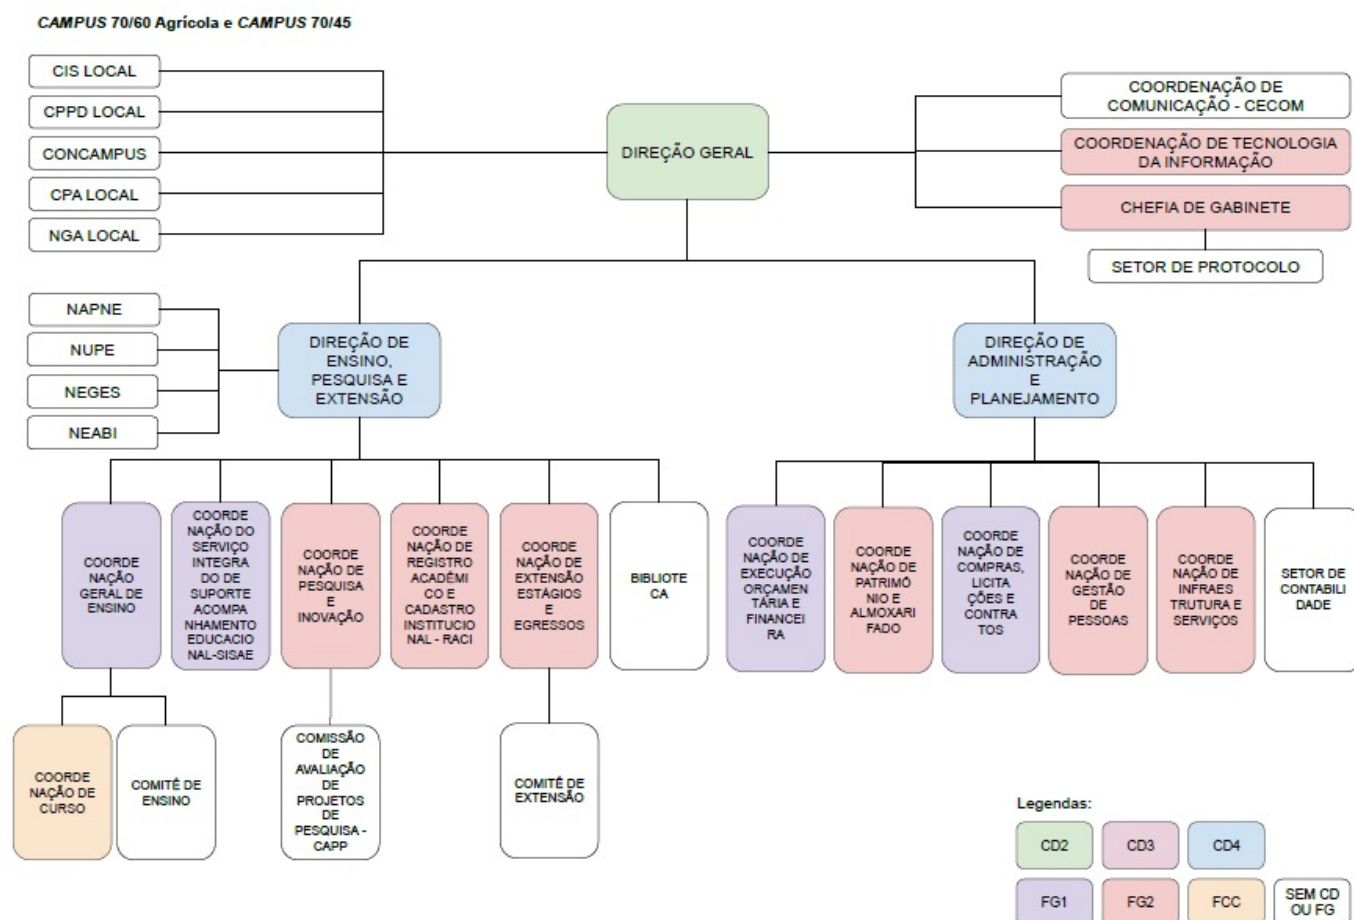 CAMPUS 70/60 Agrícola e CAMPUS 70/45
CIS LOCAL
CPPD LOCAL
CONCAMPUS
CPA LOCAL
NGA LOCAL
DIREÇÃO GERAL
COORDENAÇÃO DE
COMUNICAÇÃO - CECOM
COORDENAÇÃO DE TECNOLOGIA
DA INFORMAÇÃO
CHEFIA DE GABINETE
SETOR DE PROTOCOLO
NAPNE
NUPE
NEGES
NEABI
DIREÇÃO DE
ENSINO,
PESQUISA E
EXTENSÃO
DIREÇÃO DE
ADMINISTRAÇÃO
E
PLANEJAMENTO
COORDE
NAÇÃO
GERAL DE
ENSINO
COORDE
NAÇÃO DO
SERVIÇO
INTEGRA
DO DE
SUPORTE
ACOMPA
NHAMENTO
EDUCACIO
NAL-SISAE
COORDE
NAÇÃO DE
PESQUISA
E
INOVAÇÃO
COORDE
NAÇÃO DE
REGISTRO
ACADÊMI
CO E
CADASTRO
INSTITUCIO
NAL - RACI
COORDE
NAÇÃO DE
EXTENSÃO
ESTÁGIOS
E
EGRESSOS
BIBLIOTE
CA
COORDE
NAÇÃO DE
EXECUÇÃO
ORÇAMEN
TÁRIA E
FINANCEI
RA
COORDE
NAÇÃO DE
PATRIMÔ
NIO E
ALMOXARI
FADO
COORDE
NAÇÃO DE
COMPRAS,
LICITA
ÇÕES E
CONTRA
TOS
COORDE
NAÇÃO DE
GESTÃO
DE
PESSOAS
COORDE
NAÇÃO DE
INFRAES
TRUTURA E
SERVIÇOS
SETOR DE
CONTABILI
DADE
COORDE
NAÇÃO DE
CURSO
COMITÊ DE
ENSINO
COMISSÃO
DE
AVALIAÇÃO
DE
PROJETOS
DE
PESQUISA -
CAPP
COMITÊ DE
EXTENSÃO
Legendas:
CD2
CD3
CD4
FG1
FG2
FCC
SEM CD
OU FG